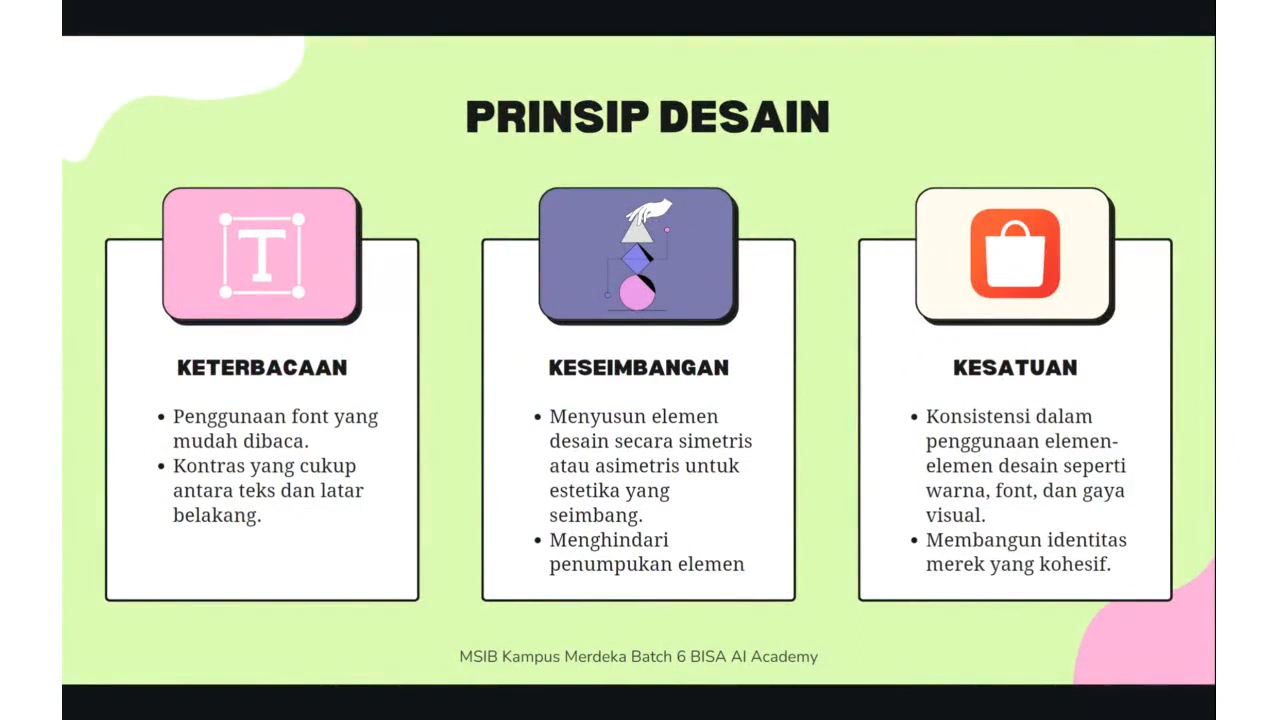 PRINSIP DESAIN
T
KETERBACAAN
• Penggunaan font yang
mudah dibaca.
• Kontras yang cukup
antara teks dan latar
belakang.
KESEIMBANGAN
• Menyusun elemen
desain secara simetris
atau asimetris untuk
estetika yang
seimbang.
• Menghindari
penumpukan elemen
KESATUAN
• Konsistensi dalam
penggunaan elemen-
elemen desain seperti
warna, font, dan gaya
visual.
• Membangun identitas
merek yang kohesif.
MSIB Kampus Merdeka Batch 6 BISA AI Academy